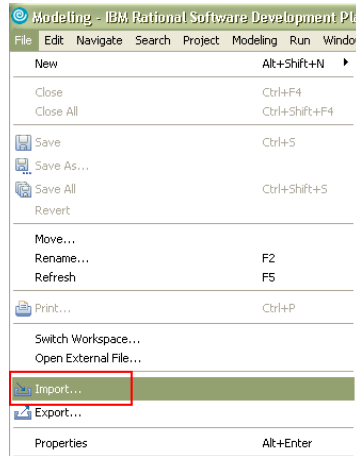 Modeling - IBM Rational Software Development Pl
File Edit Navigate Search Project Modeling Run Windo
New Alt+Shift+N
Close Ctrl+F4
Close All Ctrl+Shift+F4
Save Ctrl+S
Save As...
Save All Ctrl+Shift+S
Revert
Move...
Rename... F2
Refresh F5
Print... Ctrl+P
Switch Workspace...
Open External File...
Import...
Export...
Properties Alt+Enter